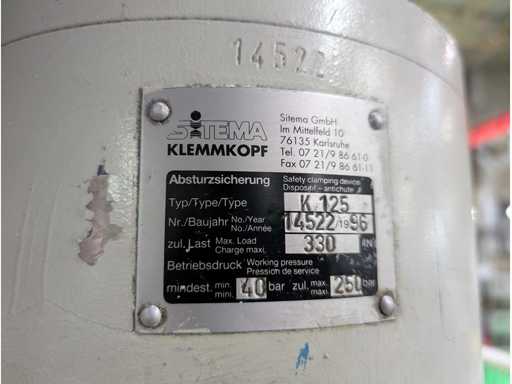 14522
SITEMA
KLEMMKOPF
Sitema GmbH
Im Mittelfeld 10
76135 Karlsruhe
Tel. 07 21/9 86 61-0
Fax 07 21/9 86 61-11
Absturzsicherung Safety clamping device
Dispositif - antichute
Typ/Type/Type K 125
Nr./Baujahr No./Year
No./Année 14522/1996
zul. Last Max. Load
Charge maxi. 330 kN
Betriebsdruck Working pressure
Pression de service
mindest. min.
mini. 40 bar zul. max.
maxi. 250 bar